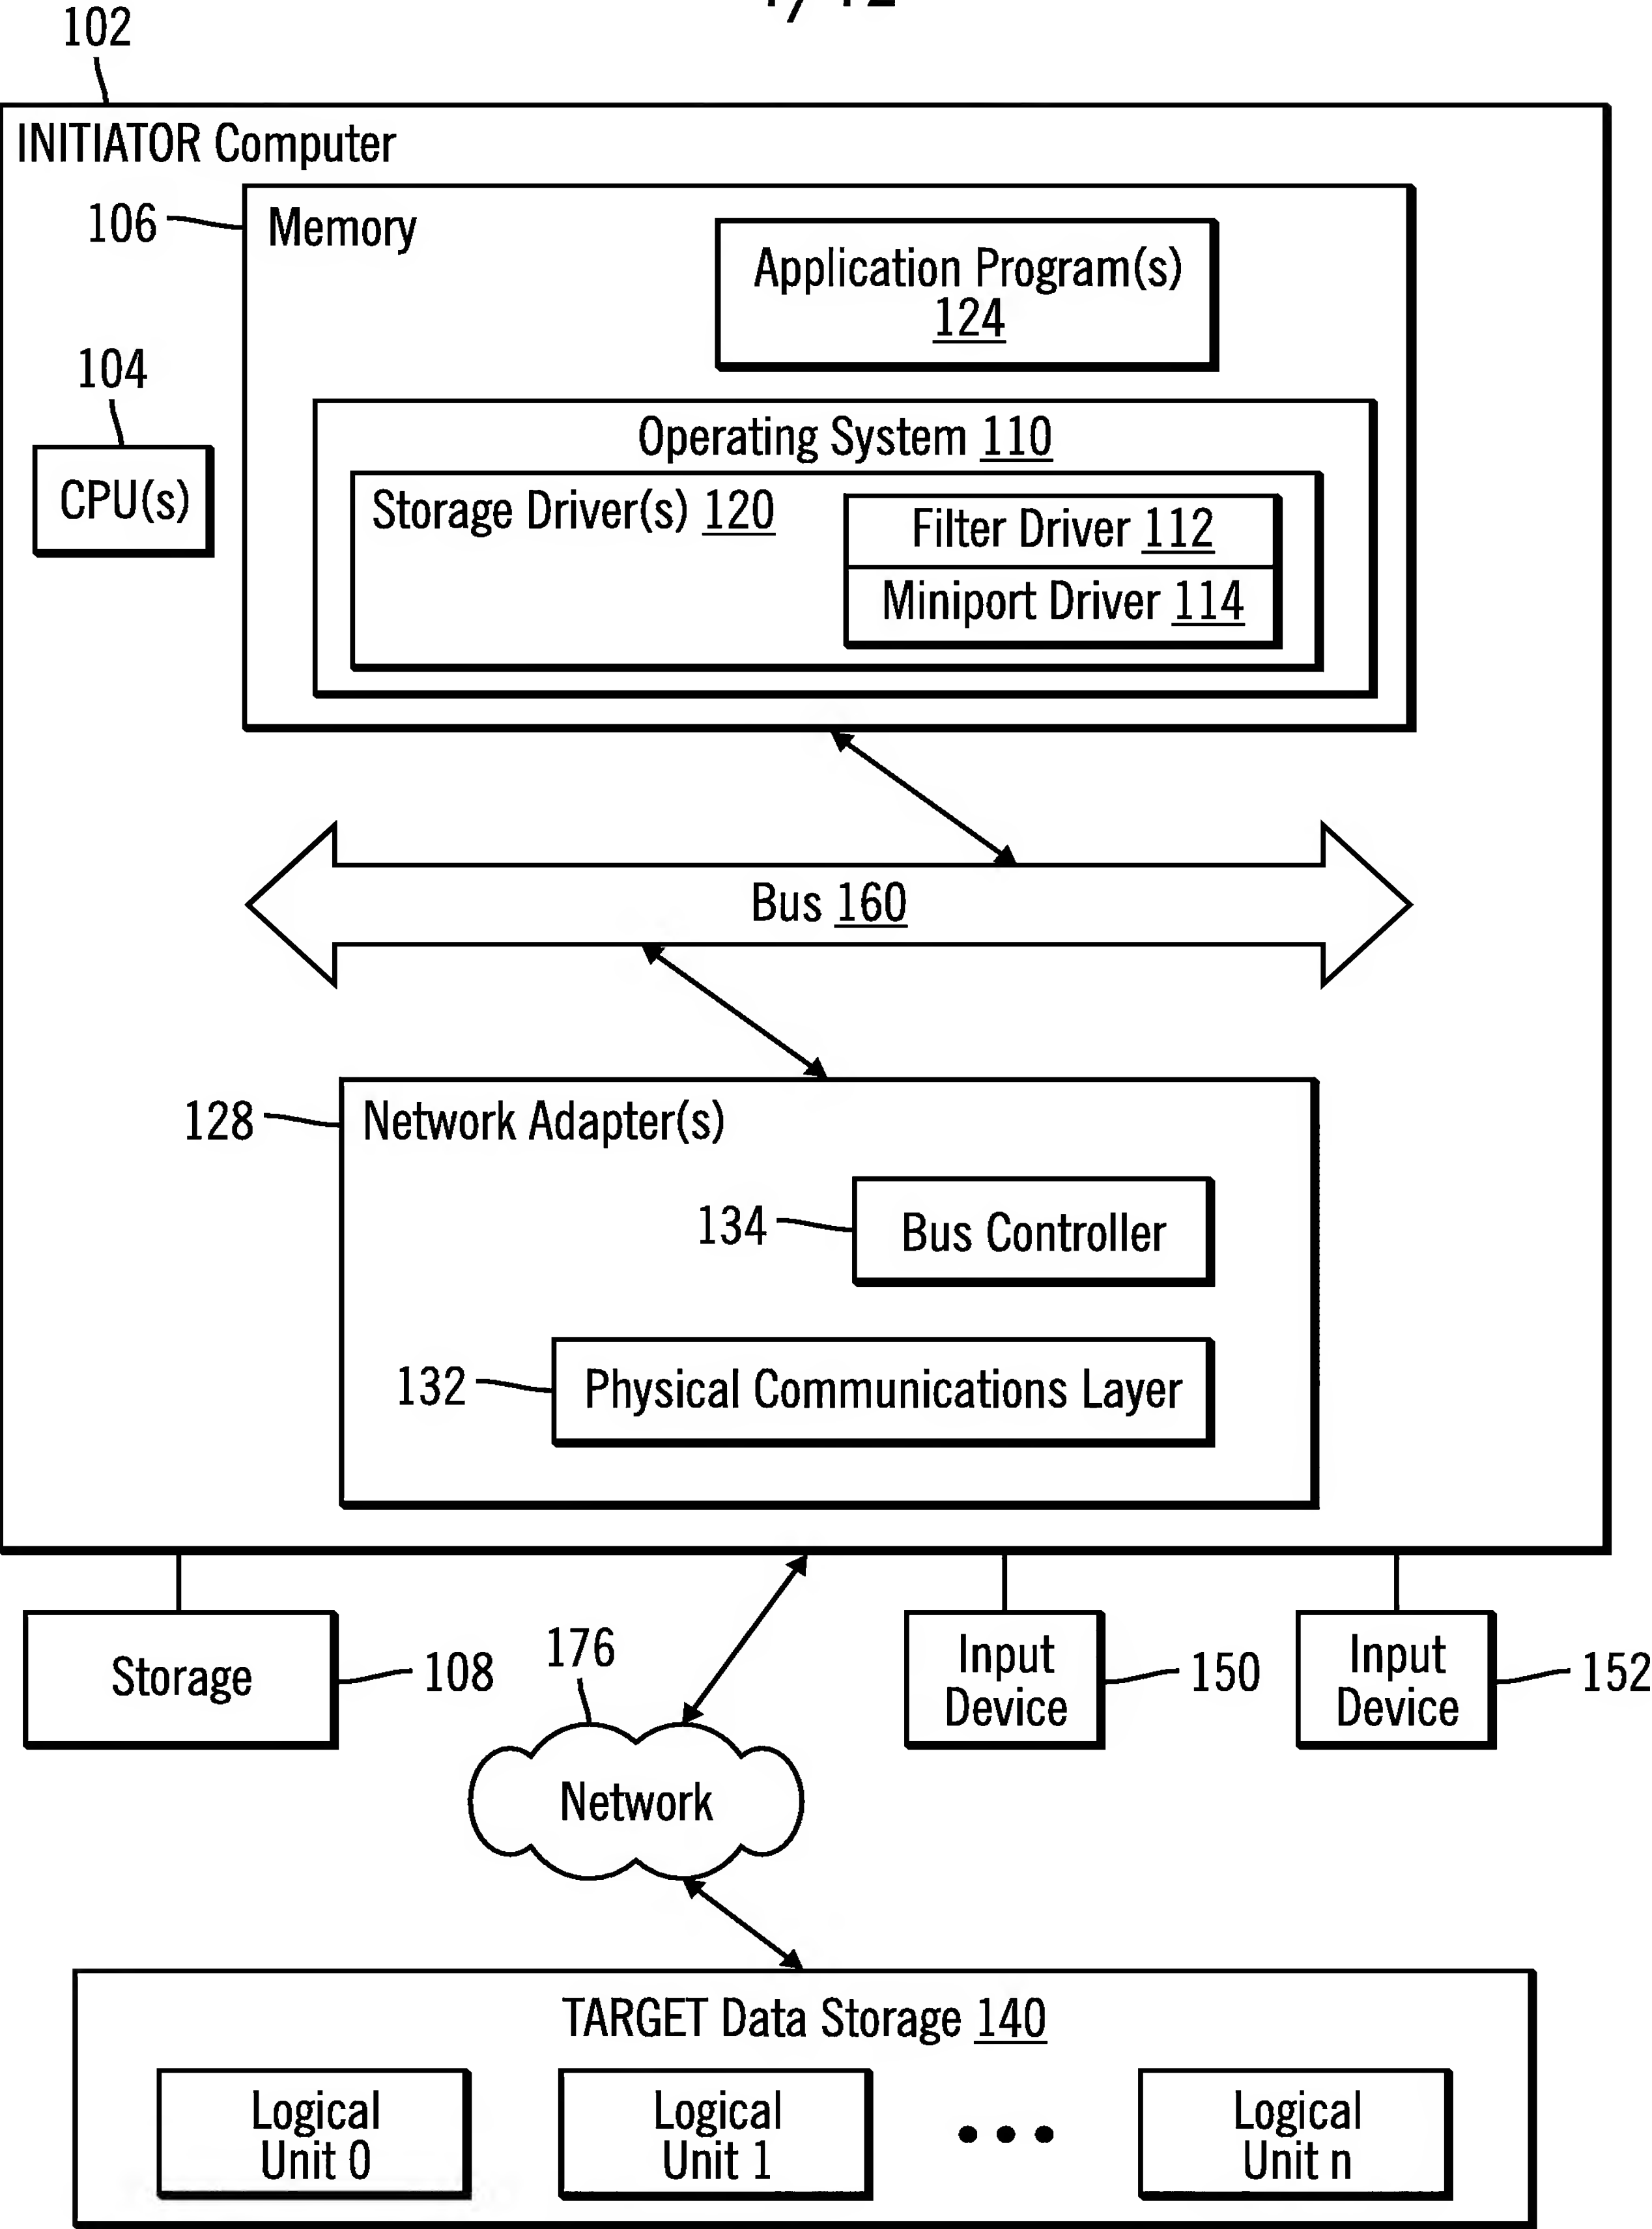 102
INITIATOR Computer
106
Memory
Application Program(s)
124
104
CPU(s)
Operating System 110
Storage Driver(s) 120
Filter Driver 112
Miniport Driver 114
Bus 160
128
Network Adapter(s)
134
Bus Controller
132
Physical Communications Layer
Storage
108
176
Network
Input
Device
150
Input
Device
152
TARGET Data Storage 140
Logical
Unit 0
Logical
Unit 1
• • •
Logical
Unit n